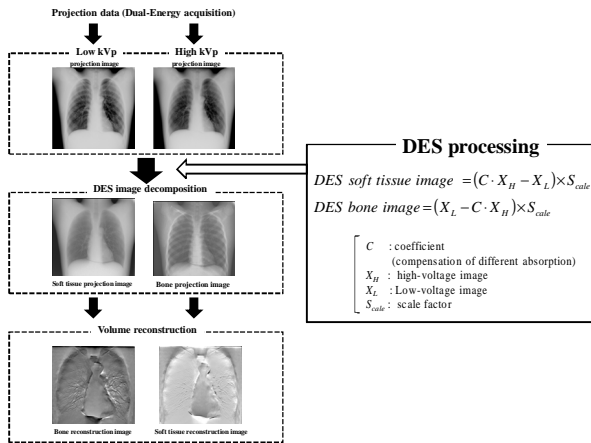 Projection data (Dual-Energy acquisition)
Low kVp
projection image
High kVp
projection image
DES image decomposition
Soft tissue projection image
Bone projection image
Volume reconstruction
Bone reconstruction image
Soft tissue reconstruction image
DES processing
DES soft tissue image =(C·X_H − X_L)×S_cale
DES bone image=(X_L − C·X_H)×S_cale
C : coefficient
(compensation of different absorption)
X_H : high-voltage image
X_L : Low-voltage image
S_cale : scale factor